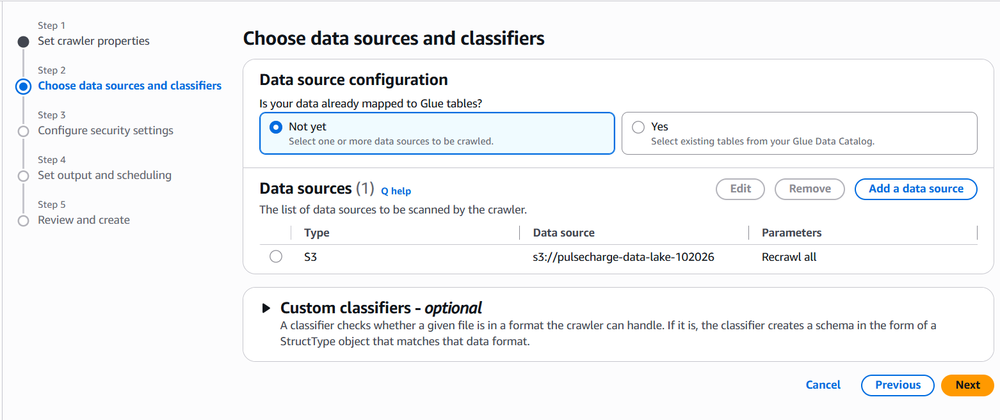 Step 1
Set crawler properties
Step 2
Choose data sources and classifiers
Step 3
Configure security settings
Step 4
Set output and scheduling
Step 5
Review and create
Choose data sources and classifiers
Data source configuration
Is your data already mapped to Glue tables?
Not yet
Select one or more data sources to be crawled.
Yes
Select existing tables from your Glue Data Catalog.
Data sources (1) Q help
Edit Remove Add a data source
The list of data sources to be scanned by the crawler.
Type Data source Parameters
S3 s3://pulsecharge-data-lake-102026 Recrawl all
Custom classifiers - optional
A classifier checks whether a given file is in a format the crawler can handle. If it is, the classifier creates a schema in the form of a
StructType object that matches that data format.
Cancel Previous Next